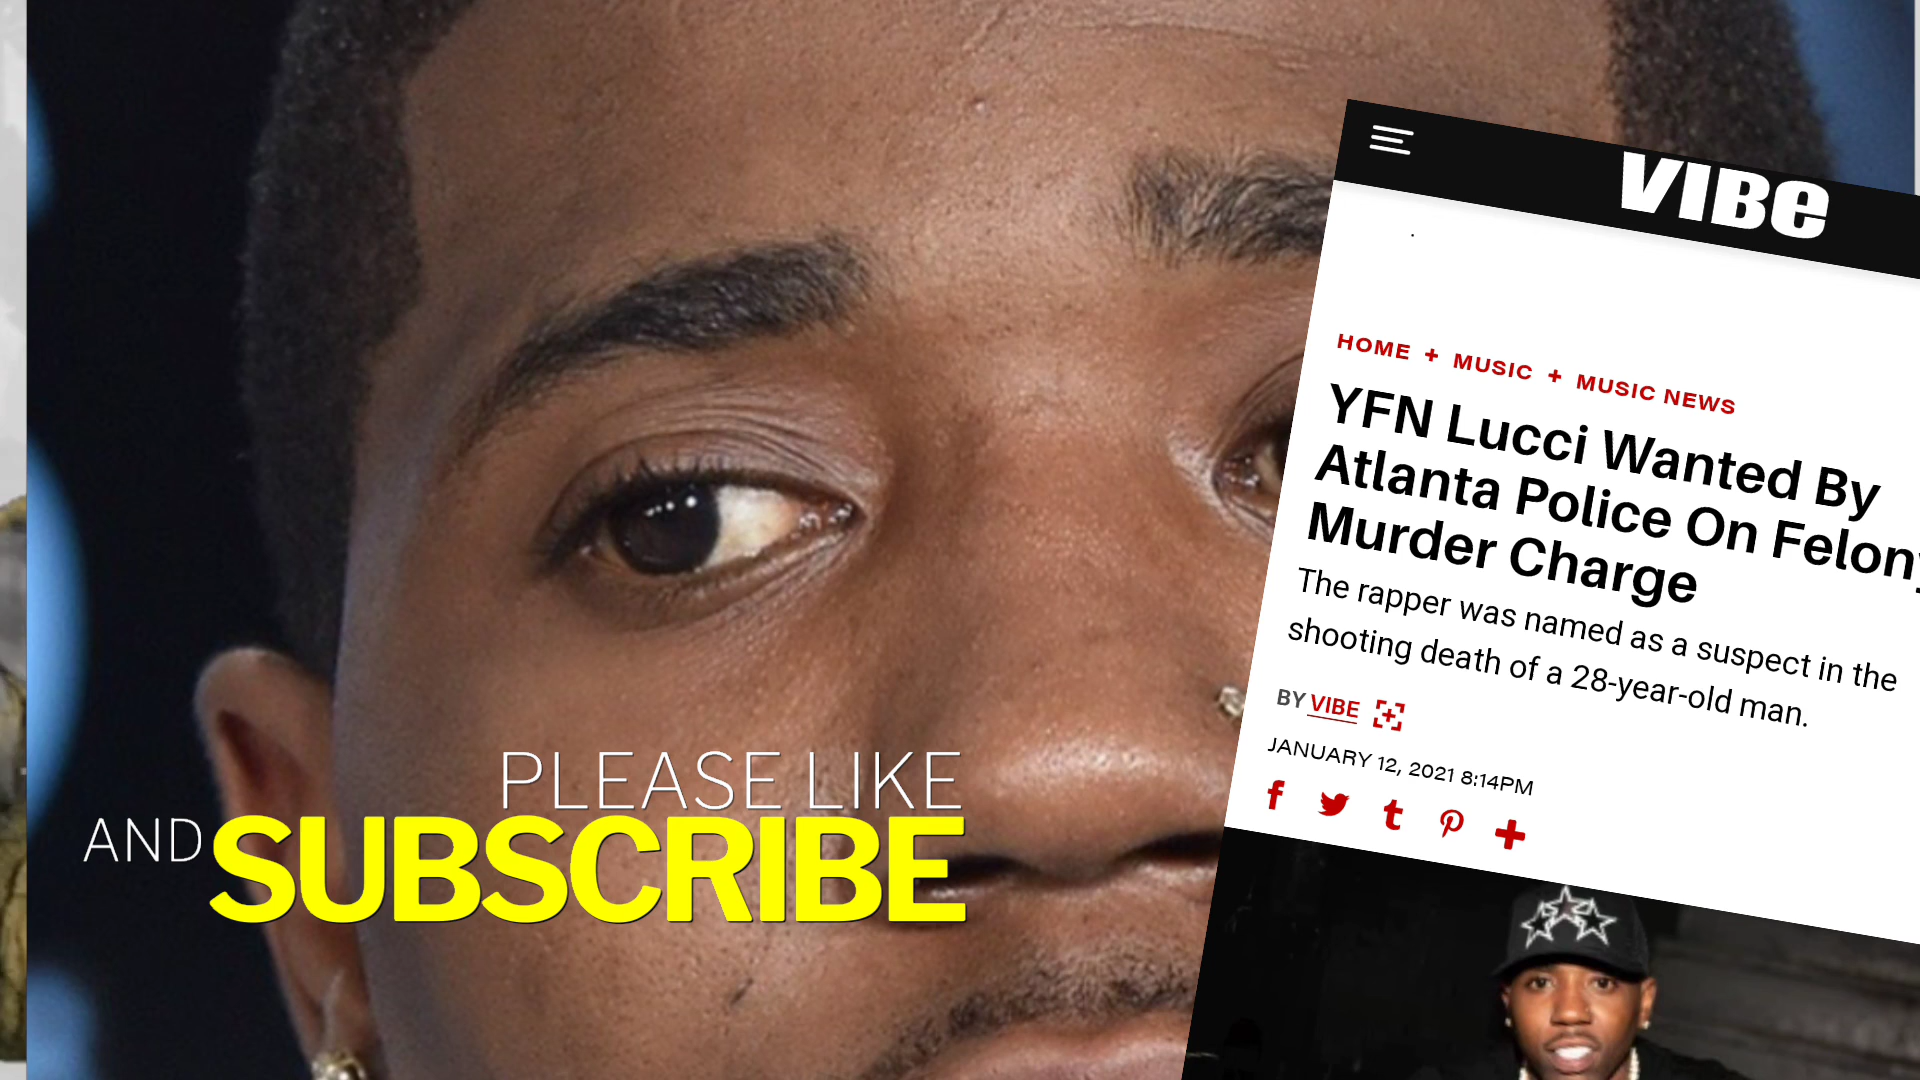 VIBE
HOME + MUSIC + MUSIC NEWS
YFN Lucci Wanted By
Atlanta Police On Felony
Murder Charge
The rapper was named as a suspect in the
shooting death of a 28-year-old man.
BY VIBE
JANUARY 12, 2021 8:14PM
PLEASE LIKE
AND SUBSCRIBE